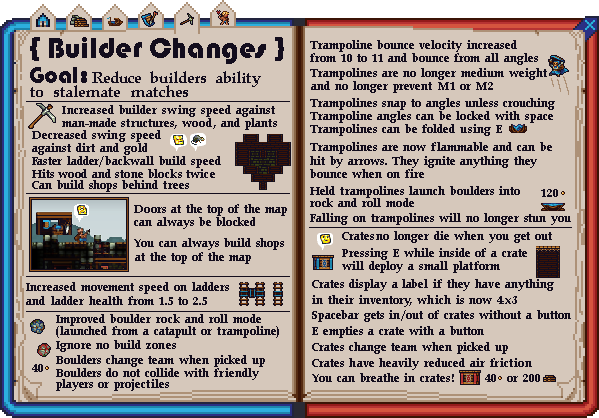 { Builder Changes }
Goal: Reduce builders ability
to stalemate matches
Increased builder swing speed against
man-made structures, wood, and plants
Decreased swing speed
against dirt and gold
Faster ladder/backwall build speed
Hits wood and stone blocks twice
Can build shops behind trees
Doors at the top of the map
can always be blocked
You can always build shops
at the top of the map
Increased movement speed on ladders
and ladder health from 1.5 to 2.5
Improved boulder rock and roll mode
(launched from a catapult or trampoline)
Ignore no build zones
40
Boulders change team when picked up
Boulders do not collide with friendly
players or projectiles
Trampoline bounce velocity increased
from 10 to 11 and bounce from all angles
Trampolines are no longer medium weight
and no longer prevent M1 or M2
Trampolines snap to angles unless crouching
Trampoline angles can be locked with space
Trampolines can be folded using E
Trampolines are now flammable and can be
hit by arrows. They ignite anything they
bounce when on fire
Held trampolines launch boulders into
rock and roll mode
120
Falling on trampolines will no longer stun you
Crates no longer die when you get out
Pressing E while inside of a crate
will deploy a small platform
Crates display a label if they have anything
in their inventory, which is now 4x3
Spacebar gets in/out of crates without a button
E empties a crate with a button
Crates change team when picked up
Crates have heavily reduced air friction
You can breathe in crates! 40 or 200